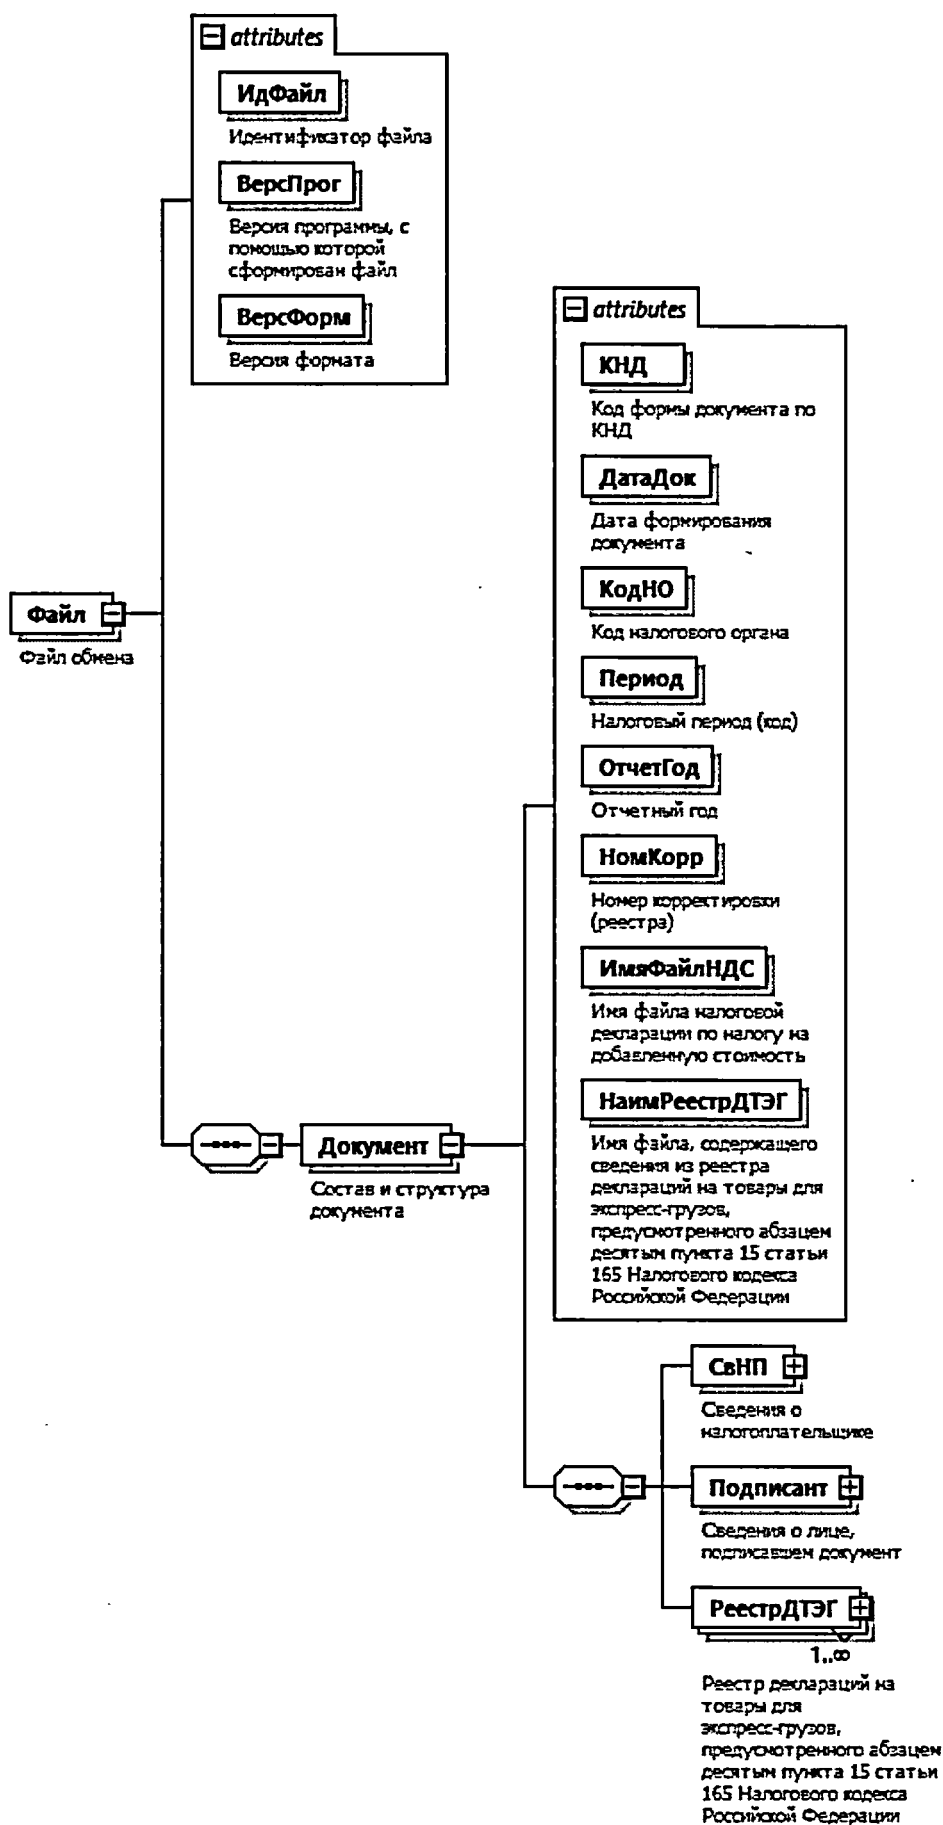 attributes
ИдФайл
Идентификатор файла
ВерсПрог
Версия программы, с
помощью которой
сформирован файл
ВерсФорм
Версия формата
Файл
Файл обмена
attributes
КНД
Код формы документа по
КНД
ДатаДок
Дата формирования
документа
КодНО
Код налогового органа
Период
Налоговый период (код)
ОтчетГод
Отчетный год
НомКорр
Номер корректировки
(реестра)
ИмяФайлНДС
Имя файла налоговой
декларации по налогу на
добавленную стоимость
НаимРеестрДТЭГ
Имя файла, содержащего
сведения из реестра
деклараций на товары для
экспресс-грузов,
предусмотренного абзацем
десятым пункта 15 статьи
165 Налогового кодекса
Российской Федерации
Документ
Состав и структура
документа
СвНП
Сведения о
налогоплательщике
Подписант
Сведения о лице,
подписавшем документ
РеестрДТЭГ
1..∞
Реестр деклараций на
товары для
экспресс-грузов,
предусмотренного абзацем
десятым пункта 15 статьи
165 Налогового кодекса
Российской Федерации